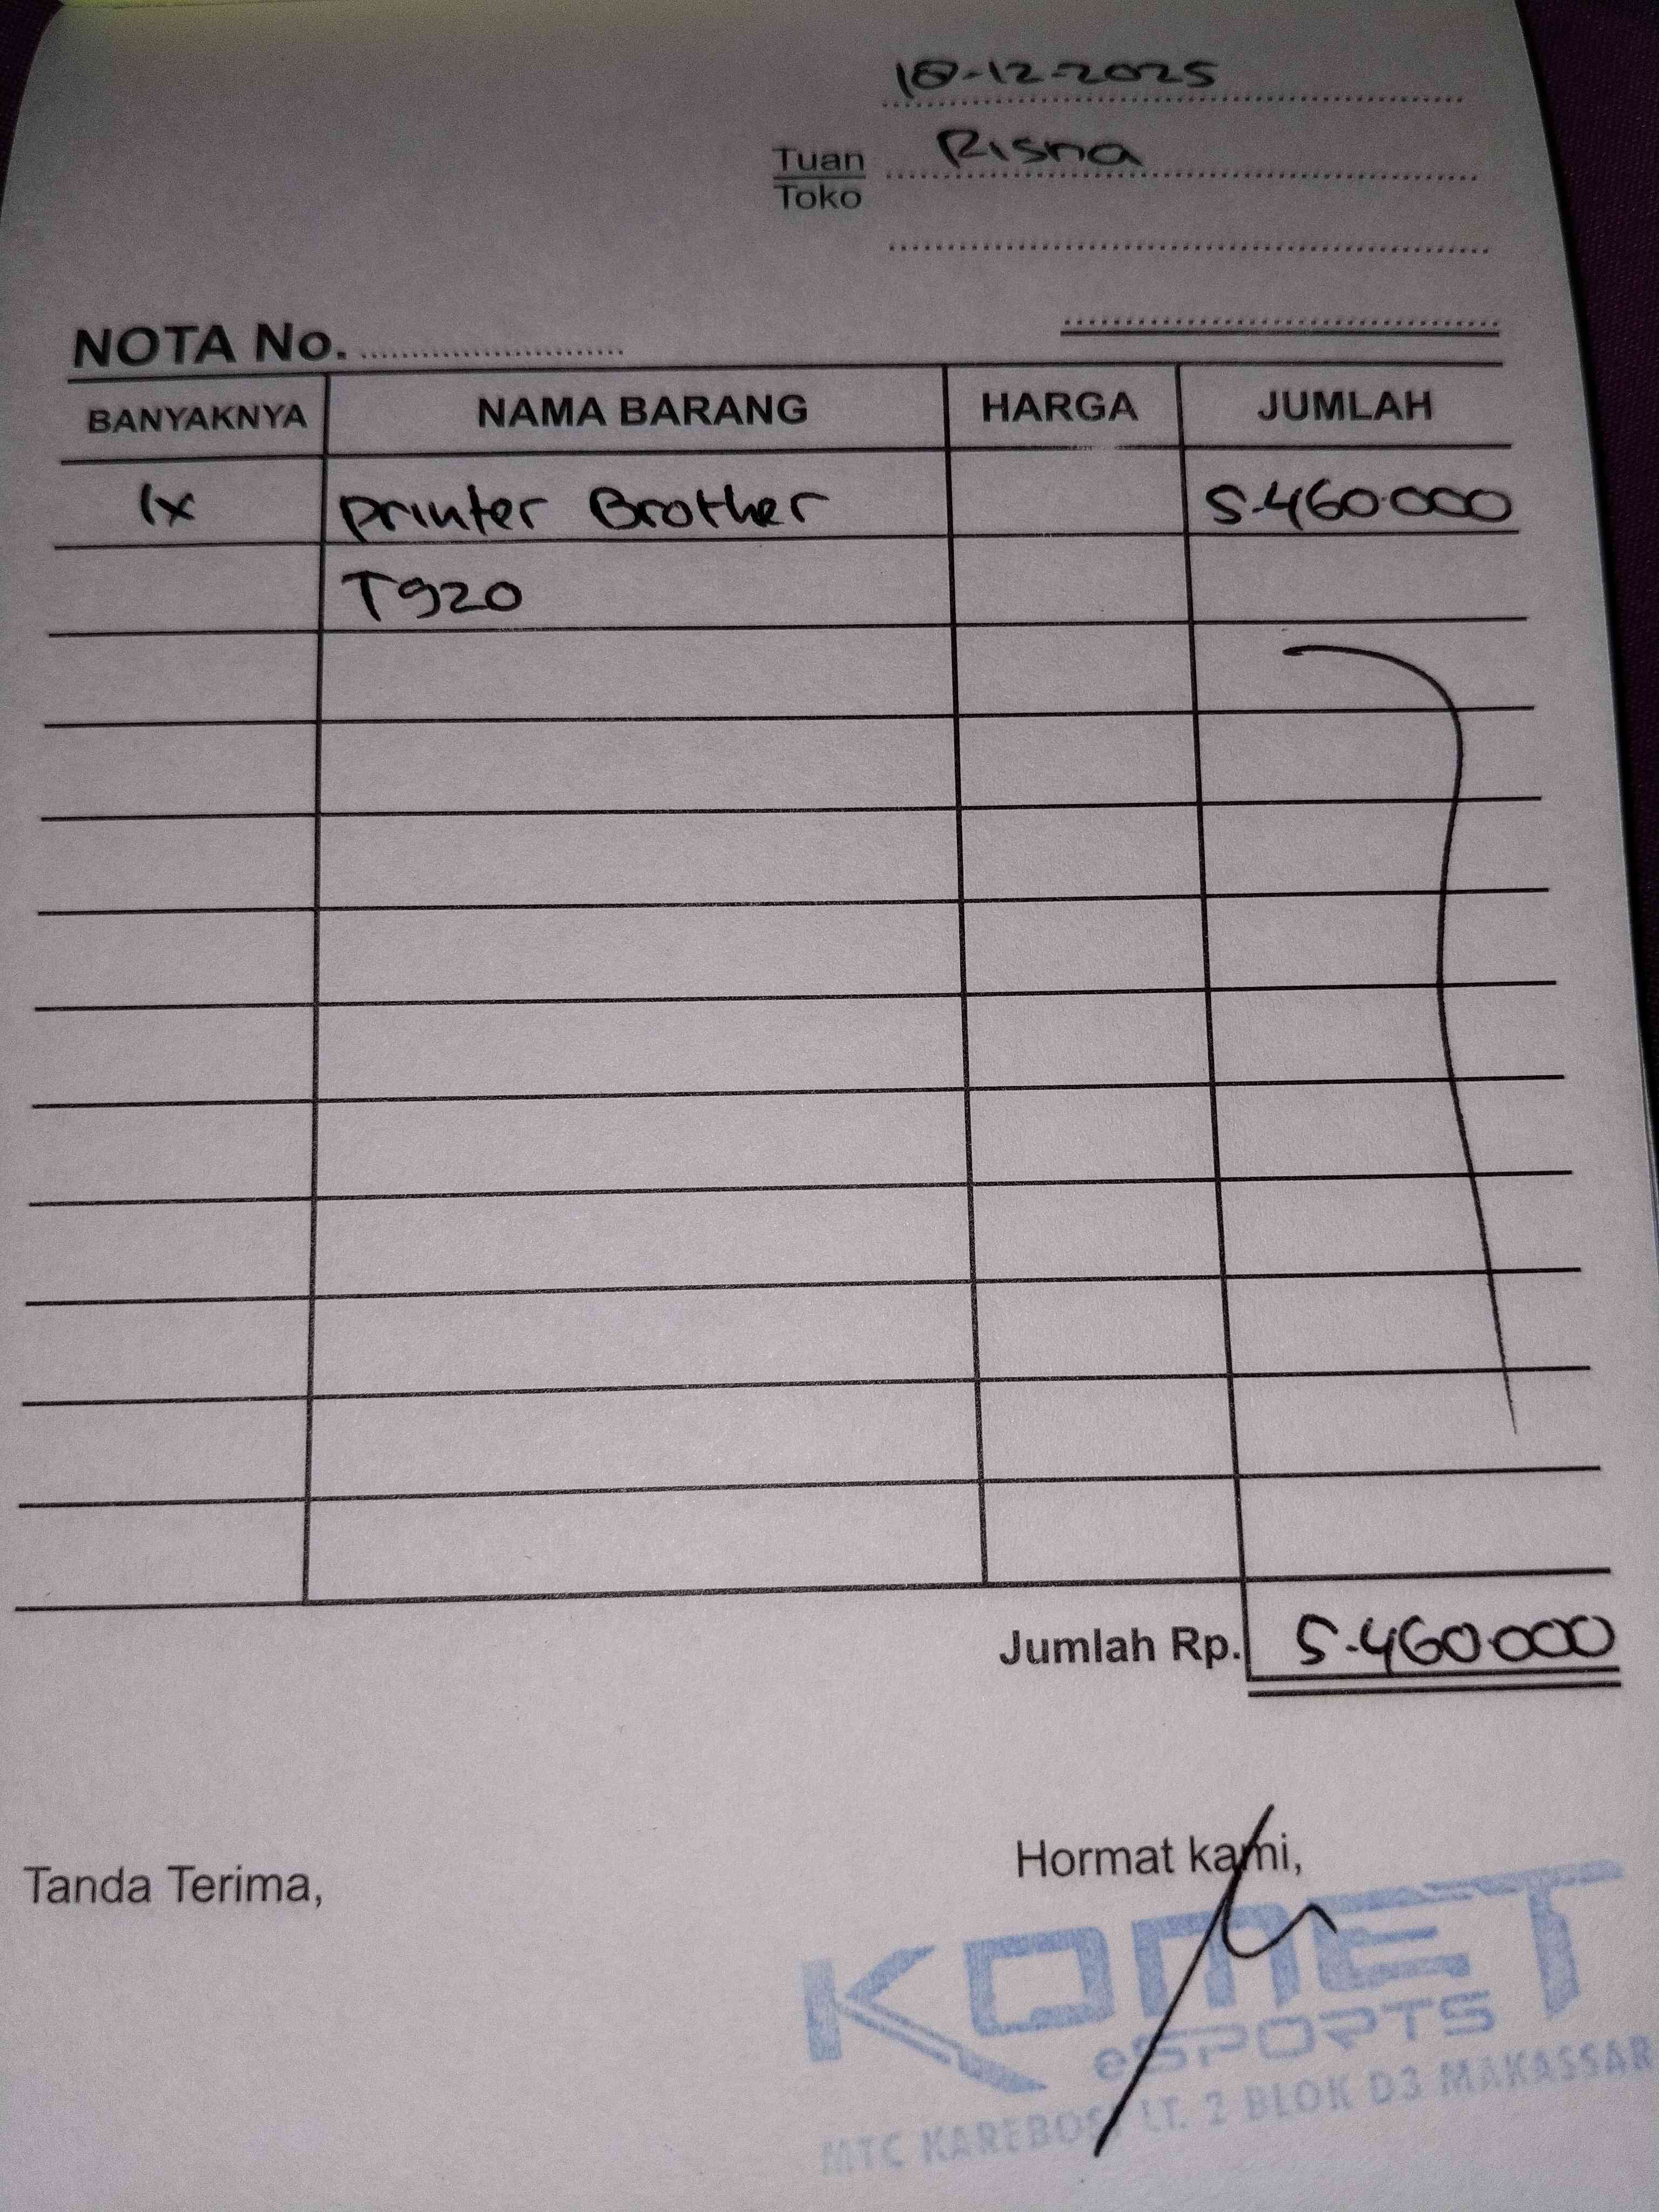 18-12-2025
Tuan Risna
Toko
NOTA No.
BANYAKNYA NAMA BARANG HARGA JUMLAH
1x Printer Brother 5.460.000
T920
Jumlah Rp. 5.460.000
Tanda Terima, Hormat kami,
KOMET
eSPORTS
MTC KAREBOSI LT. 2 BLOK D3 MAKASSAR